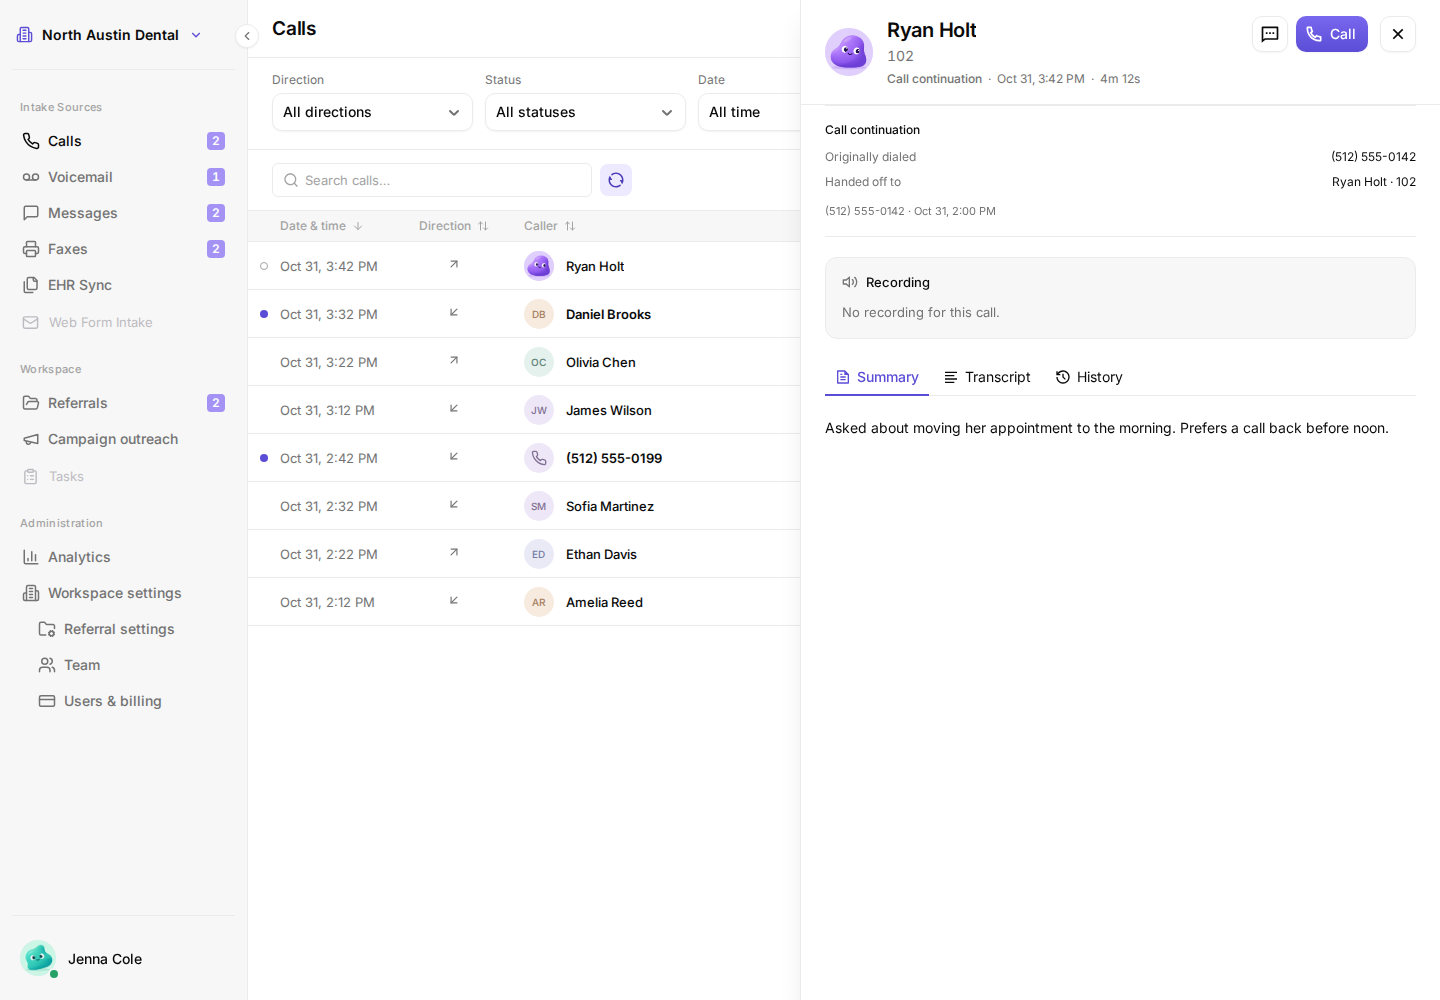 North Austin Dental
Intake Sources
Calls 2
Voicemail 1
Messages 2
Faxes 2
EHR Sync
Web Form Intake
Workspace
Referrals 2
Campaign outreach
Tasks
Administration
Analytics
Workspace settings
Referral settings
Team
Users & billing
Jenna Cole
Calls
Direction Status Date
All directions All statuses All time
Search calls...
Date & time Direction Caller
Oct 31, 3:42 PM Ryan Holt
Oct 31, 3:32 PM DB Daniel Brooks
Oct 31, 3:22 PM OC Olivia Chen
Oct 31, 3:12 PM JW James Wilson
Oct 31, 2:42 PM (512) 555-0199
Oct 31, 2:32 PM SM Sofia Martinez
Oct 31, 2:22 PM ED Ethan Davis
Oct 31, 2:12 PM AR Amelia Reed
Ryan Holt
102
Call continuation · Oct 31, 3:42 PM · 4m 12s
Call
Call continuation
Originally dialed (512) 555-0142
Handed off to Ryan Holt · 102
(512) 555-0142 · Oct 31, 2:00 PM
Recording
No recording for this call.
Summary Transcript History
Asked about moving her appointment to the morning. Prefers a call back before noon.